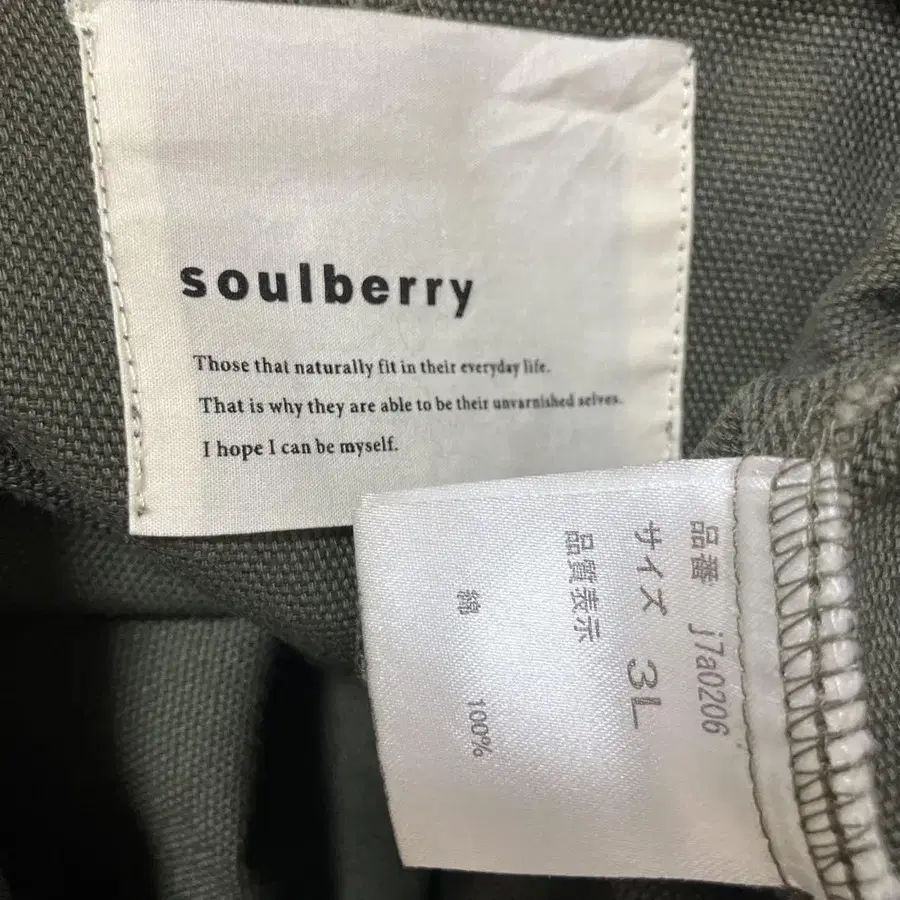 soulberry
Those that naturally fit in their everyday life.
That is why they are able to be their unvarnished selves.
I hope I can be myself.
品番 j7a0206
サイズ 3L
品質表示
綿 100%